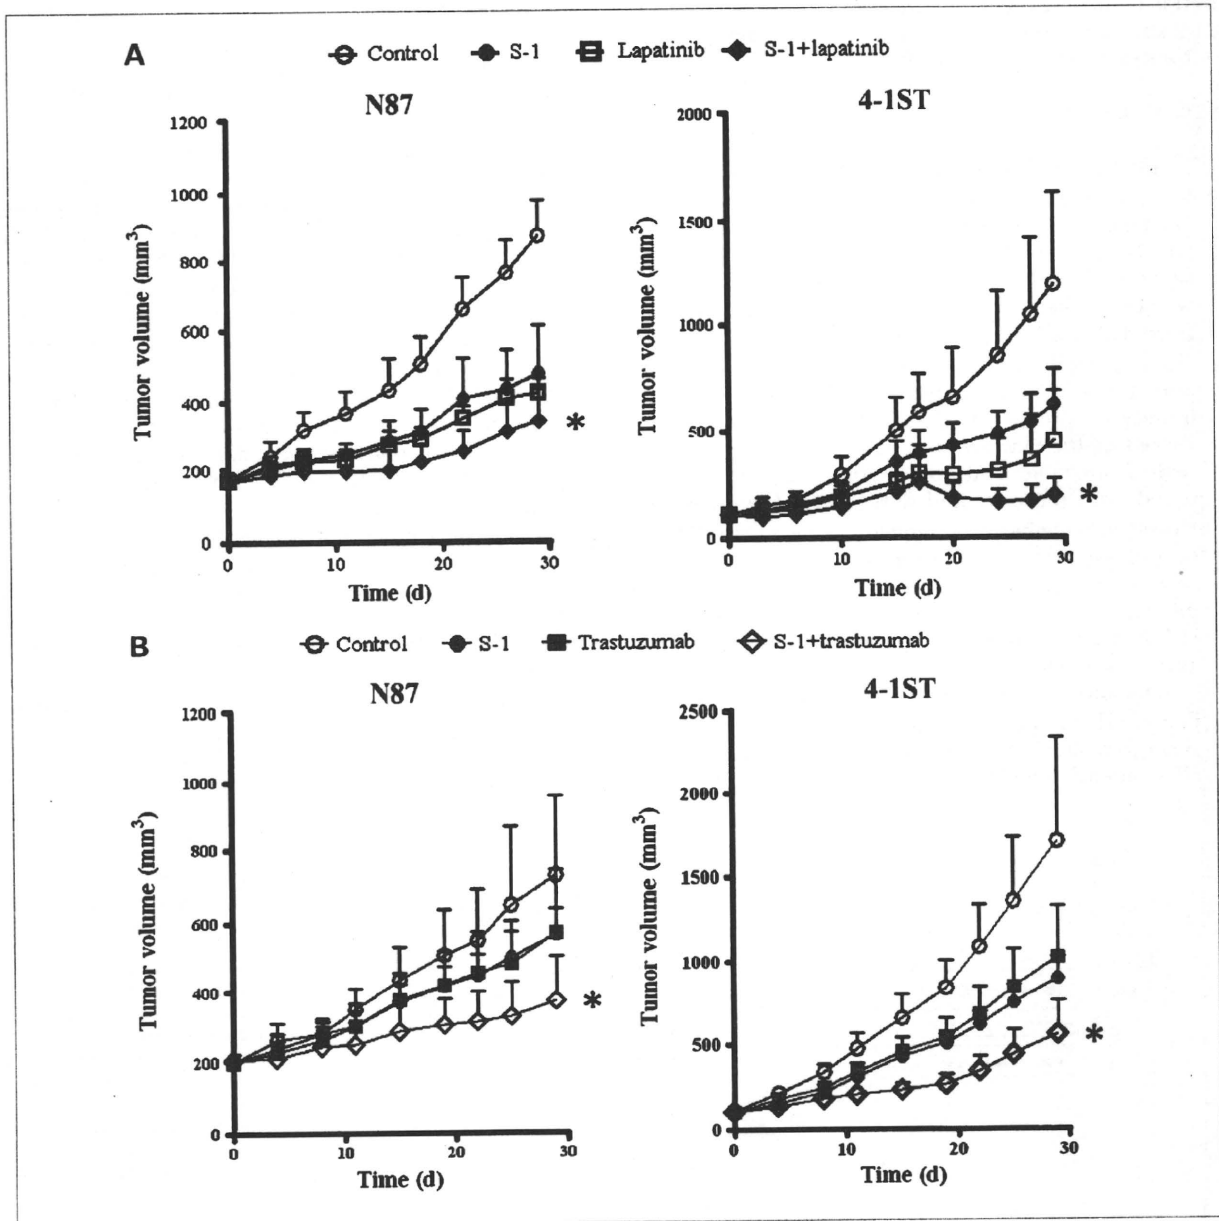 A
Control S-1 Lapatinib S-1+lapatinib
N87
1200
1000
800
600
400
200
0
0 10 20 30
Tumor volume (mm3)
Time (d)
*
4-1ST
2000
1500
1000
500
0
0 10 20 30
Tumor volume (mm3)
Time (d)
*
B
Control S-1 Trastuzumab S-1+trastuzumab
N87
1200
1000
800
600
400
200
0
0 10 20 30
Tumor volume (mm3)
Time (d)
*
4-1ST
2500
2000
1500
1000
500
0
0 10 20 30
Tumor volume (mm3)
Time (d)
*